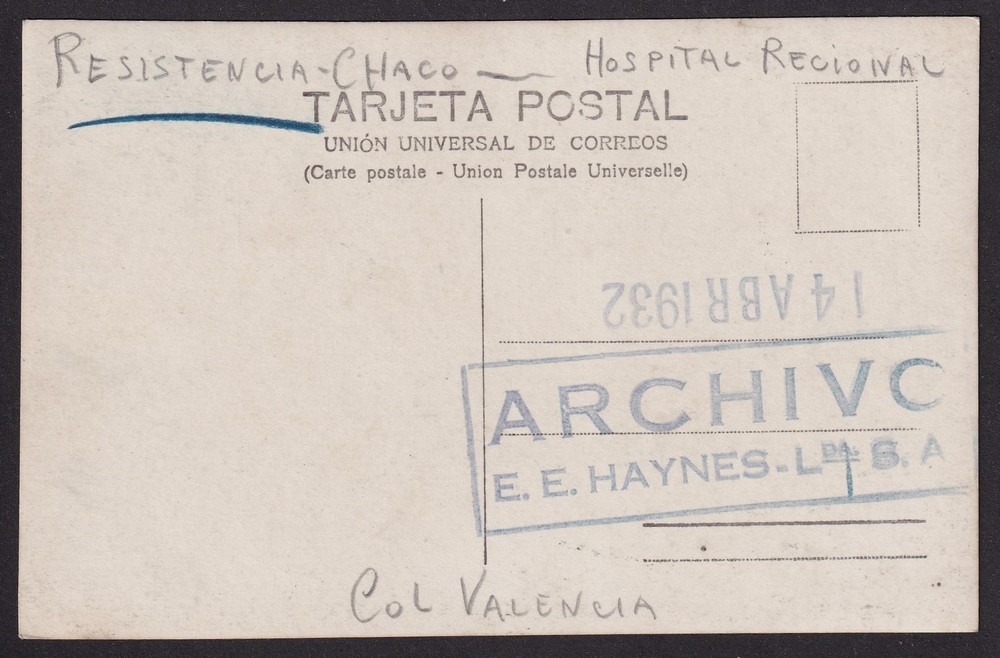 RESISTENCIA - CHACO — HOSPITAL REGIONAL
TARJETA POSTAL
UNIÓN UNIVERSAL DE CORREOS
(Carte postale - Union Postale Universelle)
14 ABR 1932
ARCHIVO
E. E. HAYNES - Lᵈᵃ· S. A
COL VALENCIA